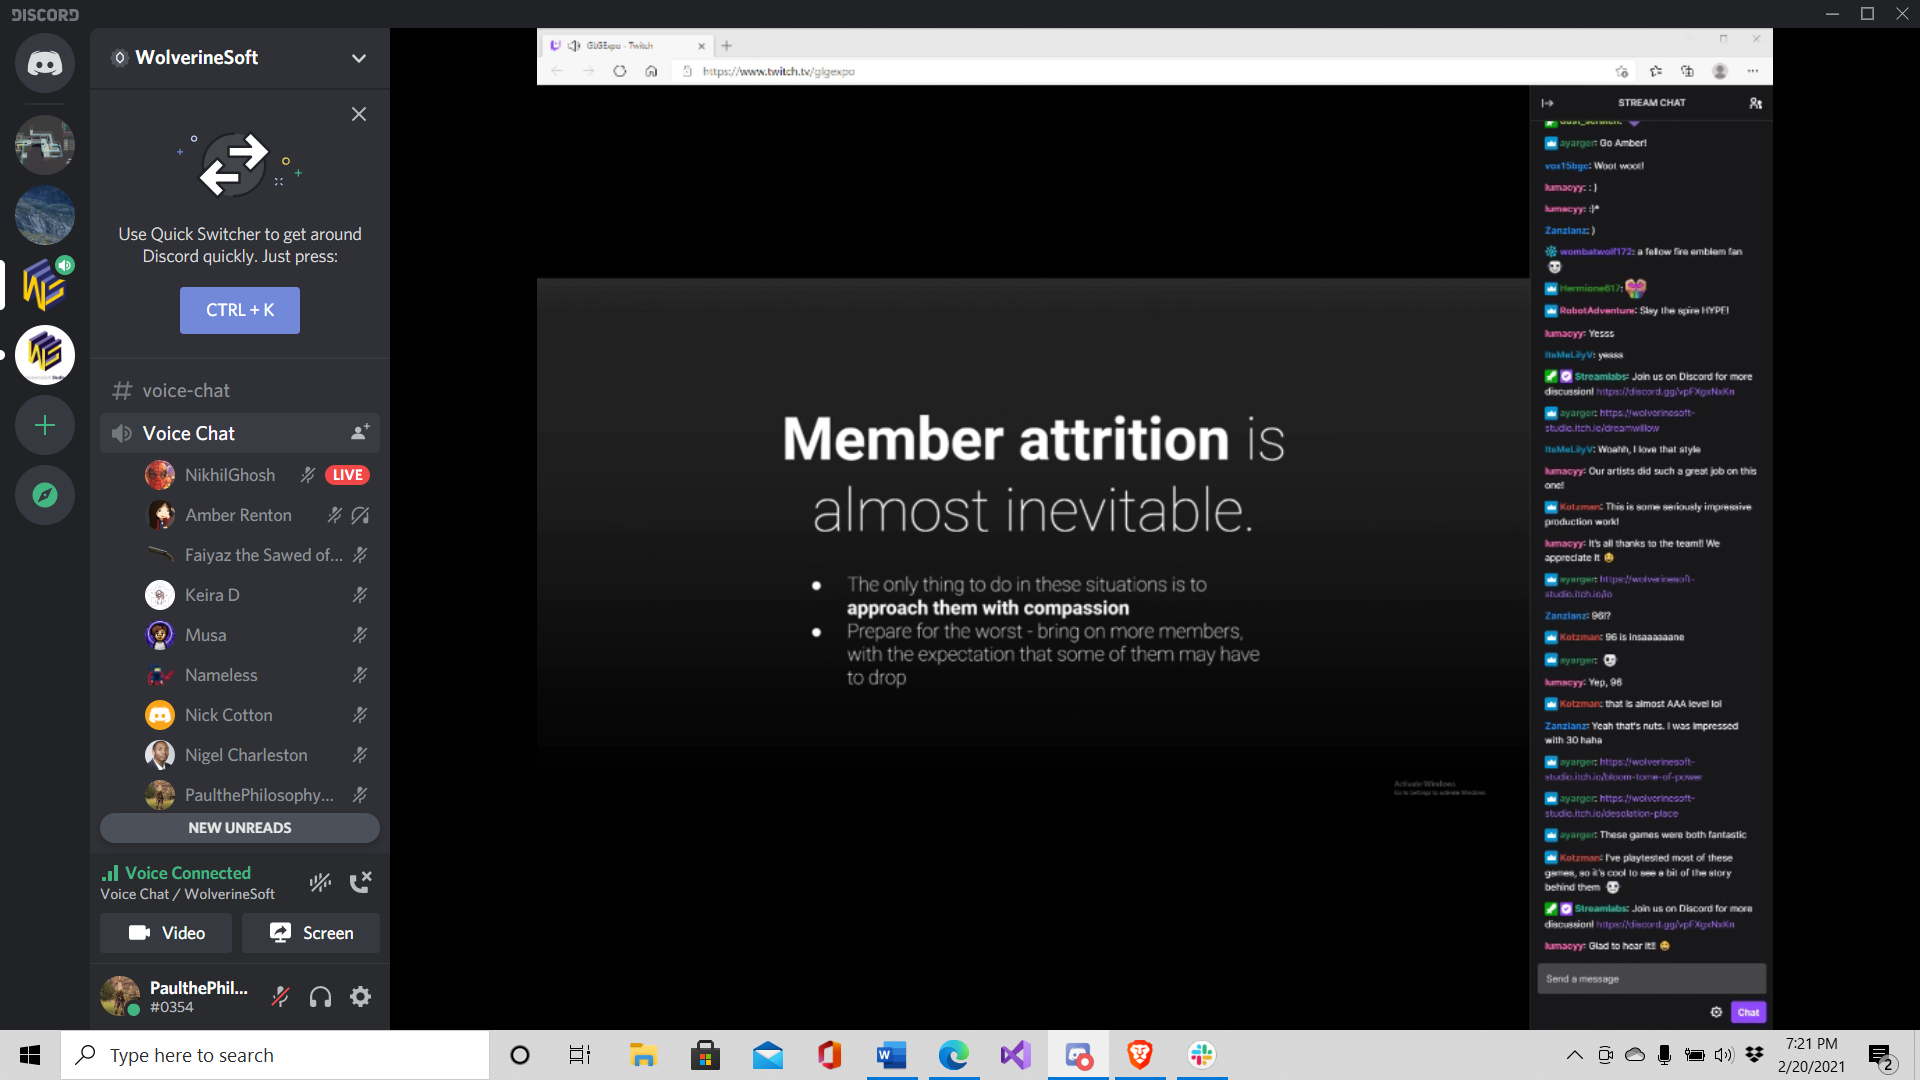 DISCORD
WolverineSoft
Use Quick Switcher to get around
Discord quickly. Just press:
CTRL + K
voice-chat
Voice Chat
NikhilGhosh LIVE
Amber Renton
Faiyaz the Sawed of...
Keira D
Musa
Nameless
Nick Cotton
Nigel Charleston
PaulthePhilosophy...
NEW UNREADS
Voice Connected
Voice Chat / WolverineSoft
Video Screen
PaulthePhil...
#0354
GLGExpo - Twitch
https://www.twitch.tv/glgexpo
Member attrition is
almost inevitable.
● The only thing to do in these situations is to
approach them with compassion
● Prepare for the worst - bring on more members,
with the expectation that some of them may have
to drop
Activate Windows
Go to Settings to activate Windows.
STREAM CHAT
ayarger: Go Amber!
vox15bgc: Woot woot!
lumacyy: : )
lumacyy: :)*
Zanzlanz: )
wombatwolf172: a fellow fire emblem fan
Hermione617:
RobotAdventure: Slay the spire HYPE!
lumacyy: Yesss
ItsMeLilyV: yesss
Streamlabs: Join us on Discord for more
discussion! https://discord.gg/vpFXgxNxKn
ayarger: https://wolverinesoft-
studio.itch.io/dreamwillow
ItsMeLilyV: Woahh, I love that style
lumacyy: Our artists did such a great job on this
one!
Kotzman: This is some seriously impressive
production work!
lumacyy: It's all thanks to the team!! We
appreciate it
ayarger: https://wolverinesoft-
studio.itch.io/io
Zanzlanz: 96!?
Kotzman: 96 is insaaaaaane
ayarger:
lumacyy: Yep, 96
Kotzman: that is almost AAA level lol
Zanzlanz: Yeah that's nuts. I was impressed
with 30 haha
ayarger: https://wolverinesoft-
studio.itch.io/bloom-tome-of-power
ayarger: https://wolverinesoft-
studio.itch.io/desolation-place
ayarger: These games were both fantastic
Kotzman: I've playtested most of these
games, so it's cool to see a bit of the story
behind them
Streamlabs: Join us on Discord for more
discussion! https://discord.gg/vpFXgxNxKn
lumacyy: Glad to hear it!!
Send a message
Chat
Type here to search
7:21 PM
2/20/2021
2